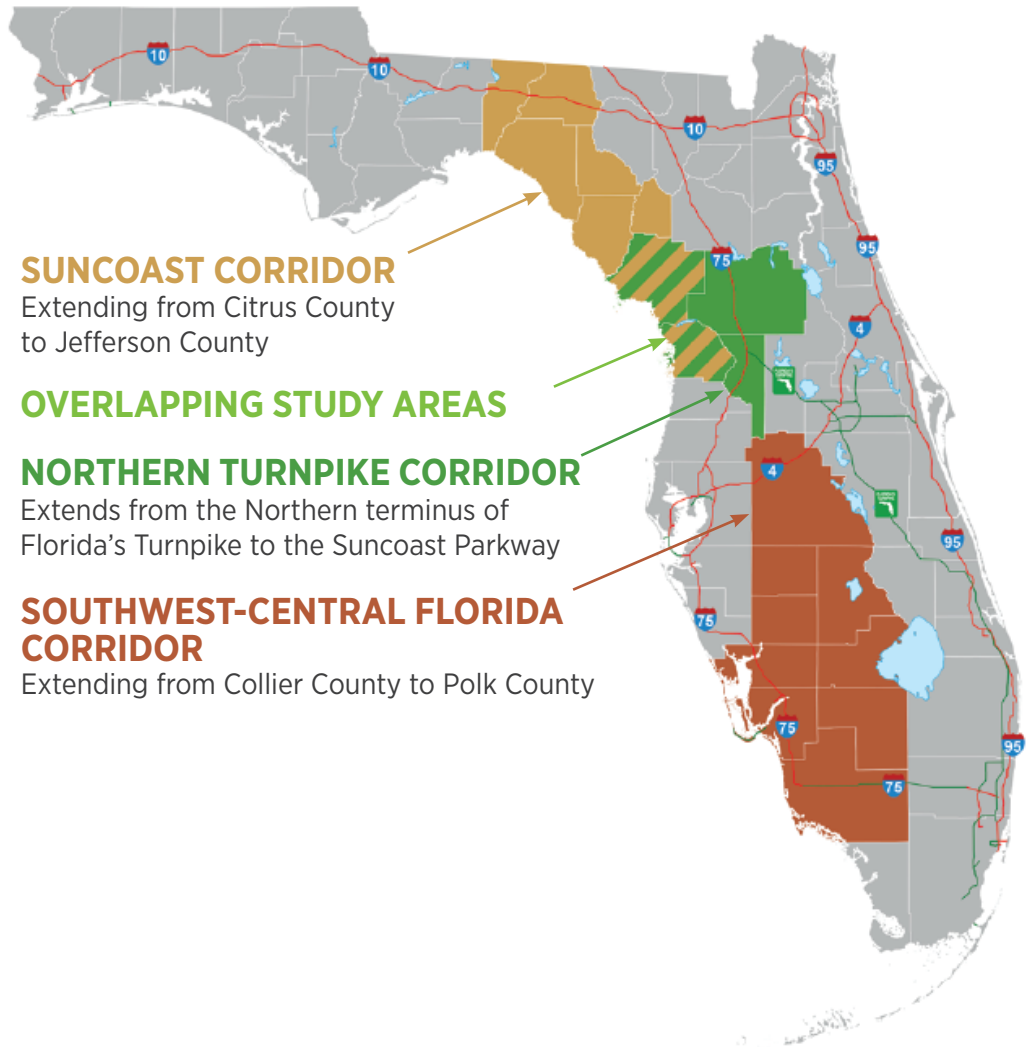 10
10
10
95
95
75
4
SUNCOAST CORRIDOR
Extending from Citrus County
to Jefferson County
OVERLAPPING STUDY AREAS
NORTHERN TURNPIKE CORRIDOR
Extends from the Northern terminus of
Florida's Turnpike to the Suncoast Parkway
4
95
SOUTHWEST-CENTRAL FLORIDA
CORRIDOR
Extending from Collier County to Polk County
75
75
95
75